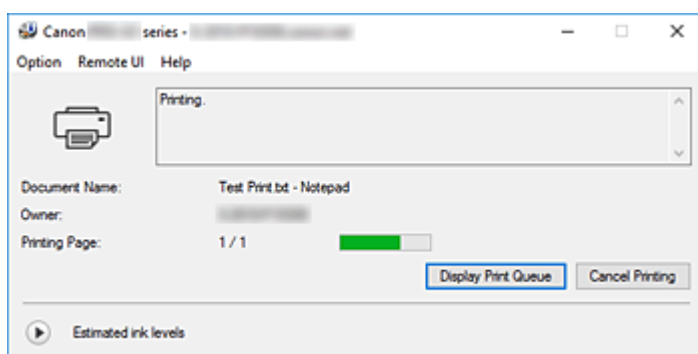 Canon series -
Option Remote UI Help
Printing.
Document Name: Test Print.txt - Notepad
Owner:
Printing Page: 1 / 1
Display Print Queue Cancel Printing
Estimated ink levels